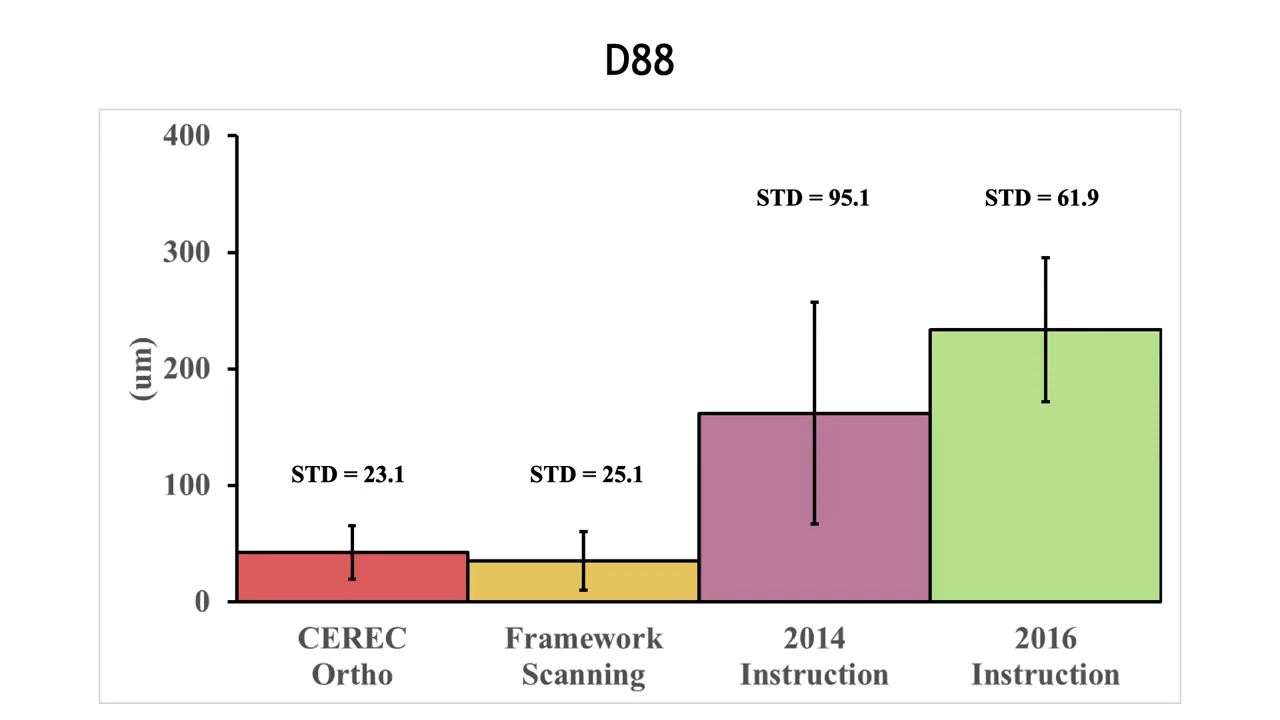 D88
400
300
200
100
0
(um)
STD = 23.1
STD = 25.1
STD = 95.1
STD = 61.9
CEREC
Ortho
Framework
Scanning
2014
Instruction
2016
Instruction